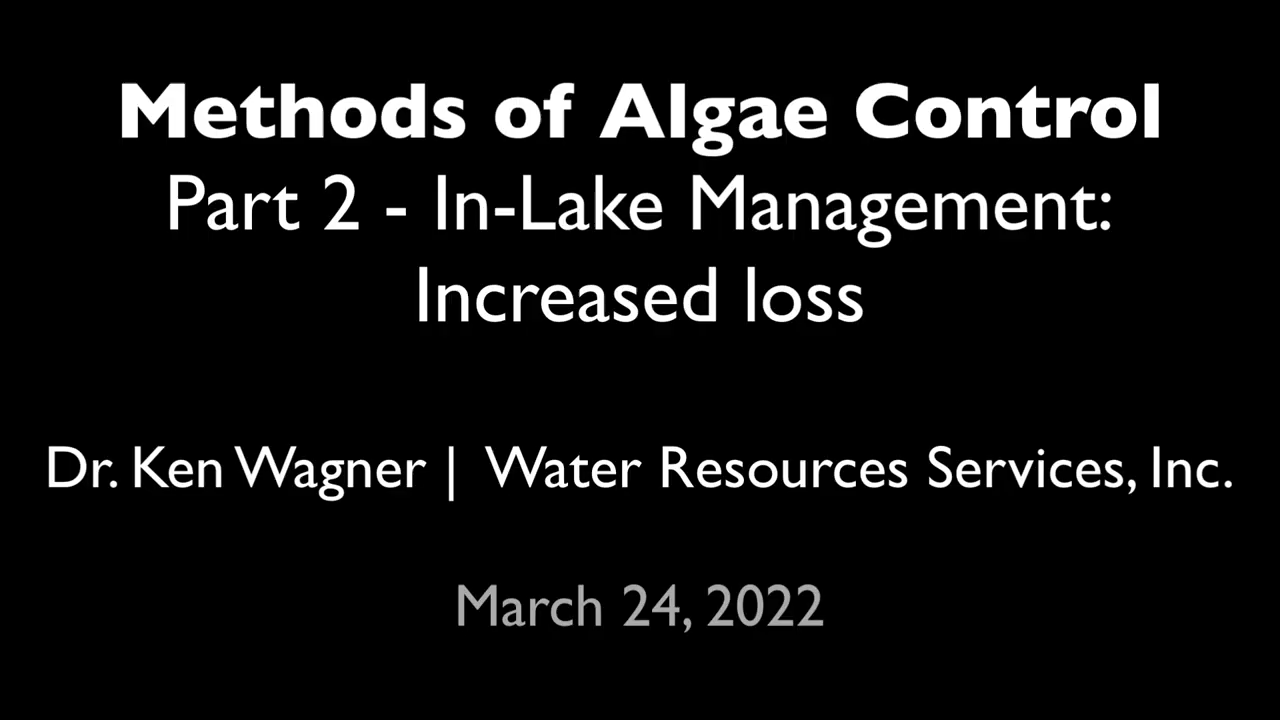 Methods of Algae Control
Part 2 - In-Lake Management:
Increased loss
Dr. Ken Wagner | Water Resources Services, Inc.
March 24, 2022